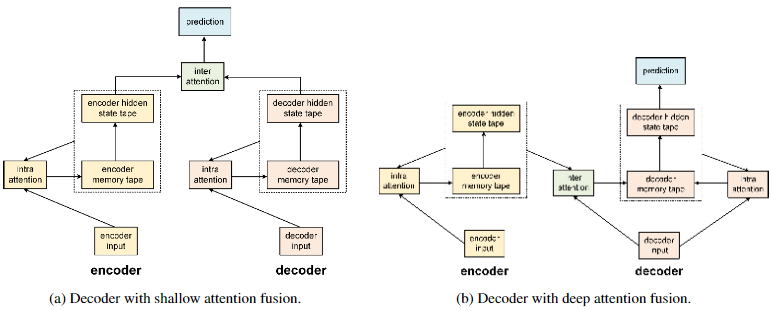 prediction
inter
attention
encoder hidden
state tape
decoder hidden
state tape
intra
attention
encoder
memory tape
intra
attention
decoder
memory tape
encoder
input
decoder
input
encoder
decoder
(a) Decoder with shallow attention fusion.
prediction
encoder hidden
state tape
decoder hidden
state tape
intra
attention
encoder
memory tape
inter
attention
decoder
memory tape
intra
attention
encoder
input
decoder
input
encoder
decoder
(b) Decoder with deep attention fusion.